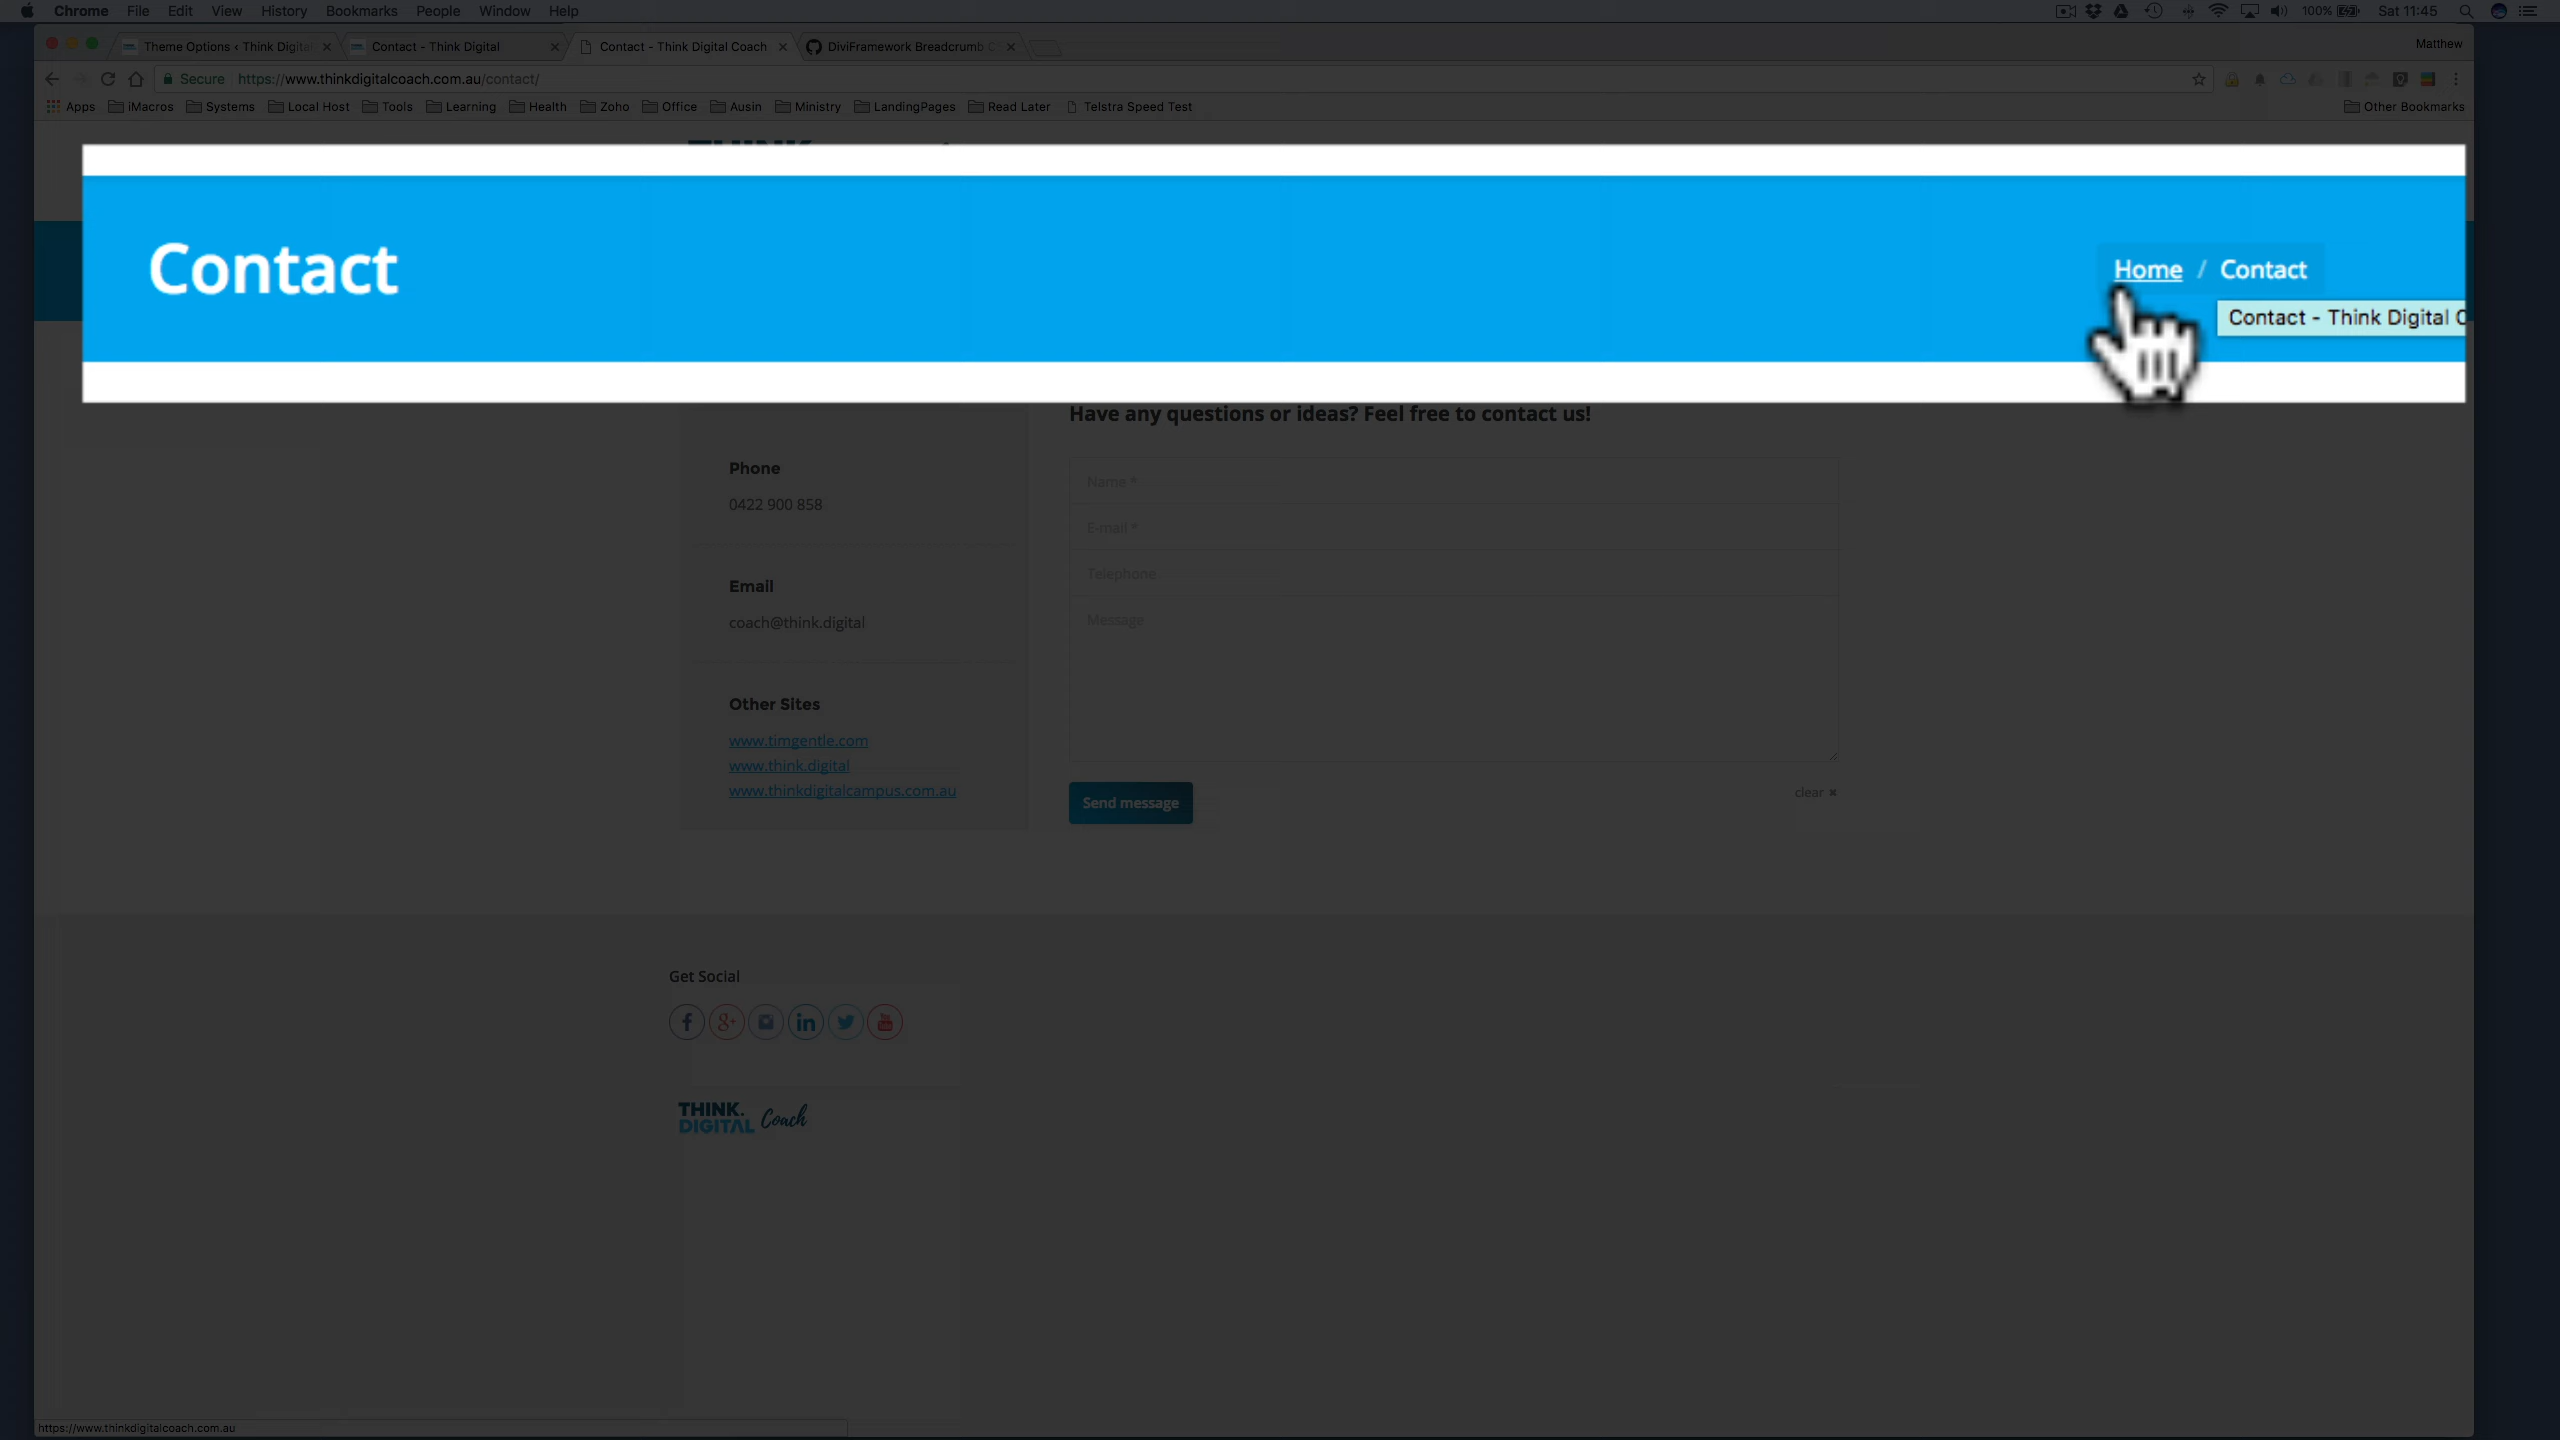 Chrome File Edit View History Bookmarks People Window Help 100% Sat 11:45
Theme Options ‹ Think Digital Contact - Think Digital Contact - Think Digital Coach DiviFramework Breadcrumb Matthew
Secure https://www.thinkdigitalcoach.com.au/contact/
Apps iMacros Systems Local Host Tools Learning Health Zoho Office Ausin Ministry LandingPages Read Later Telstra Speed Test Other Bookmarks
Contact
Home / Contact
Contact - Think Digital
Have any questions or ideas? Feel free to contact us!
Phone
0422 900 858
Email
coach@think.digital
Other Sites
www.timgentle.com
www.think.digital
www.thinkdigitalcampus.com.au
Name *
E-mail *
Telephone
Message
Send message
clear
Get Social
THINK.
DIGITAL Coach
https://www.thinkdigitalcoach.com.au